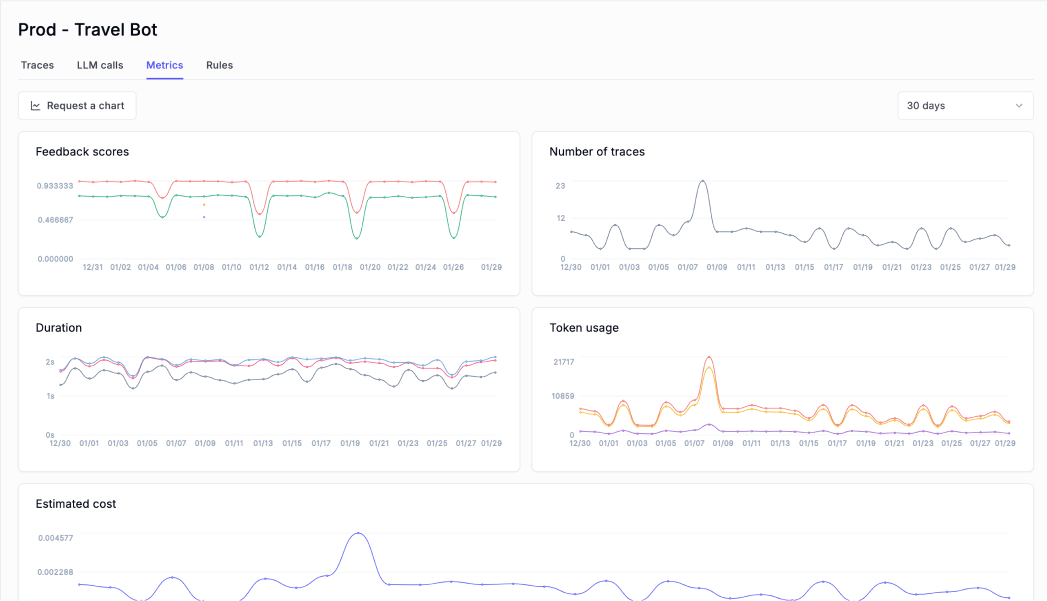 Prod - Travel Bot
Traces LLM calls Metrics Rules
Request a chart 30 days
Feedback scores
0.933333
0.466667
0.000000
12/31 01/02 01/04 01/06 01/08 01/10 01/12 01/14 01/16 01/18 01/20 01/22 01/24 01/26 01/29
Number of traces
23
12
0
12/30 01/01 01/03 01/05 01/07 01/09 01/11 01/13 01/15 01/17 01/19 01/21 01/23 01/25 01/27 01/29
Duration
2s
1s
0s
12/30 01/01 01/03 01/05 01/07 01/09 01/11 01/13 01/15 01/17 01/19 01/21 01/23 01/25 01/27 01/29
Token usage
21717
10859
0
12/30 01/01 01/03 01/05 01/07 01/09 01/11 01/13 01/15 01/17 01/19 01/21 01/23 01/25 01/27 01/29
Estimated cost
0.004577
0.002288